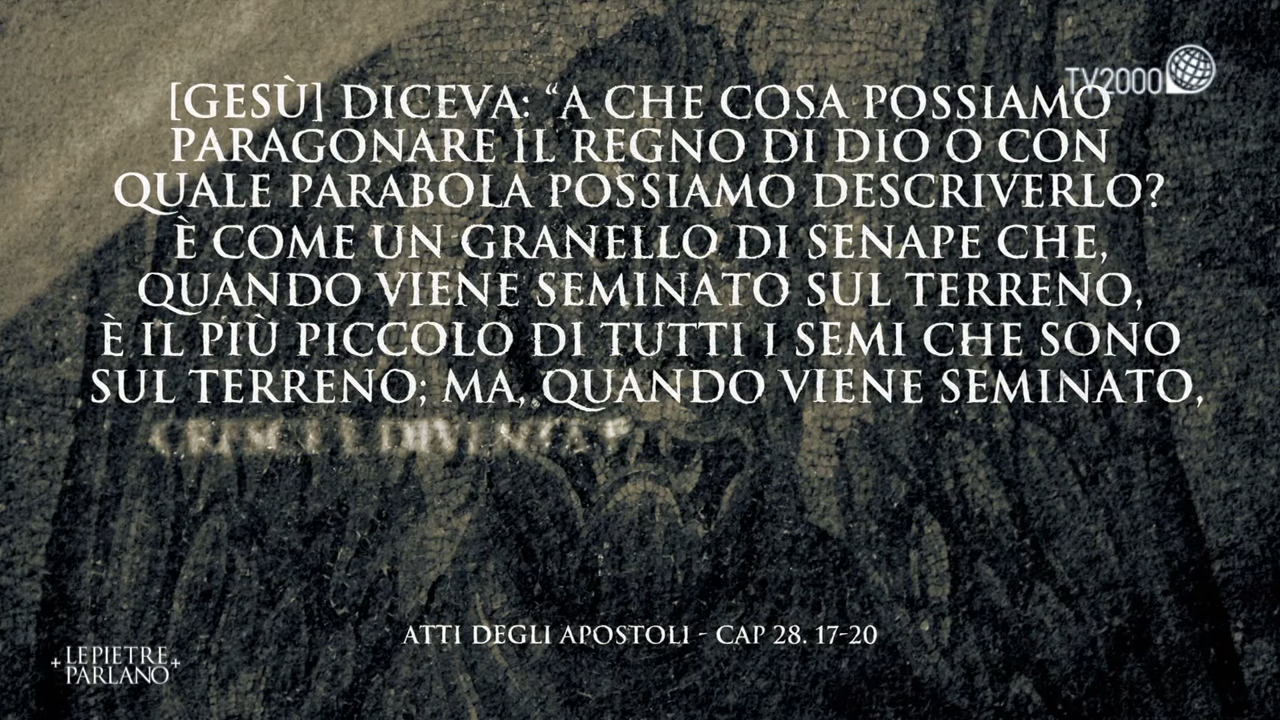 TV2000
[GESÙ] DICEVA: “A CHE COSA POSSIAMO
PARAGONARE IL REGNO DI DIO O CON
QUALE PARABOLA POSSIAMO DESCRIVERLO?
È COME UN GRANELLO DI SENAPE CHE,
QUANDO VIENE SEMINATO SUL TERRENO,
È IL PIÙ PICCOLO DI TUTTI I SEMI CHE SONO
SUL TERRENO; MA, QUANDO VIENE SEMINATO,
CRESCE E DIVENTA
ATTI DEGLI APOSTOLI - CAP 28. 17-20
+LE PIETRE+
PARLANO